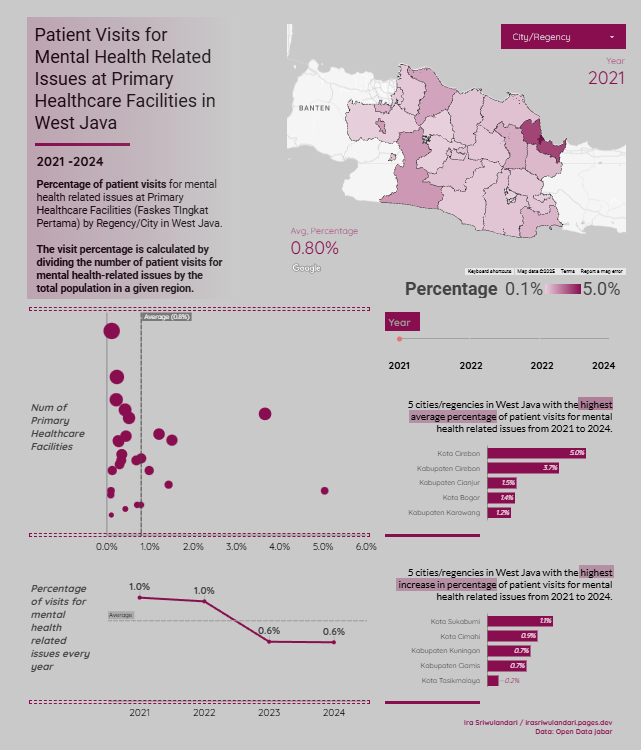 Patient Visits for
Mental Health Related
Issues at Primary
Healthcare Facilities in
West Java
2021 -2024
Percentage of patient visits for mental
health related issues at Primary
Healthcare Facilities (Faskes TIngkat
Pertama) by Regency/City in West Java.
The visit percentage is calculated by
dividing the number of patient visits for
mental health-related issues by the
total population in a given region.
City/Regency
Year
2021
BANTEN
Avg, Percentage
0.80%
Google
Keyboard shortcuts Map data ©2025 Terms Report a map error
Percentage 0.1% 5.0%
Average (0.8%)
Num of
Primary
Healthcare
Facilities
0.0% 1.0% 2.0% 3.0% 4.0% 5.0% 6.0%
Year
2021 2022 2022 2024
5 cities/regencies in West Java with the highest
average percentage of patient visits for mental
health related issues from 2021 to 2024.
Kota Cirebon 5.0%
Kabupaten Cirebon 3.7%
Kabupaten Cianjur 1.5%
Kota Bogor 1.4%
Kabupaten Karawang 1.2%
Percentage
of visits for
mental
health
related
issues every
year
1.0% 1.0% 0.6% 0.6%
Average
2021 2022 2023 2024
5 cities/regencies in West Java with the highest
increase in percentage of patient visits for mental
health related issues from 2021 to 2024.
Kota Sukabumi 1.1%
Kota Cimahi 0.9%
Kabupaten Kuningan 0.7%
Kabupaten Ciamis 0.7%
Kota Tasikmalaya 0.2%
Ira Sriwulandari / irasriwulandari.pages.dev
Data: Open Data Jabar